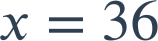 x = 36